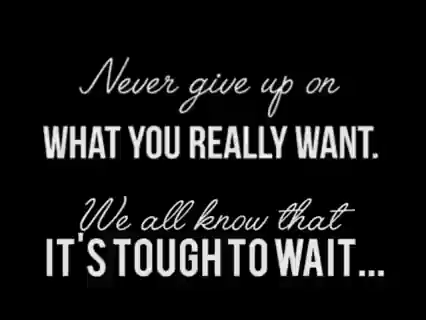 Never give up on
WHAT YOU REALLY WANT.
We all know that
IT'S TOUGH TO WAIT...